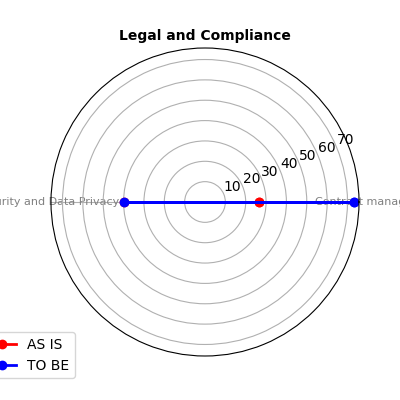 Legal and Compliance
70
60
50
40
30
20
10
urity and Data Privacy
Contract manag
AS IS
TO BE